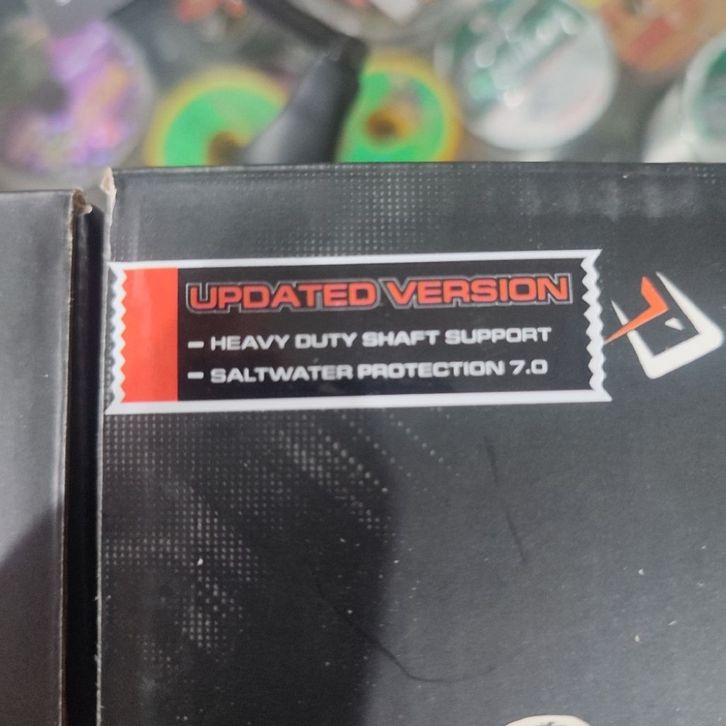 UPDATED VERSION
– HEAVY DUTY SHAFT SUPPORT
– SALTWATER PROTECTION 7.0